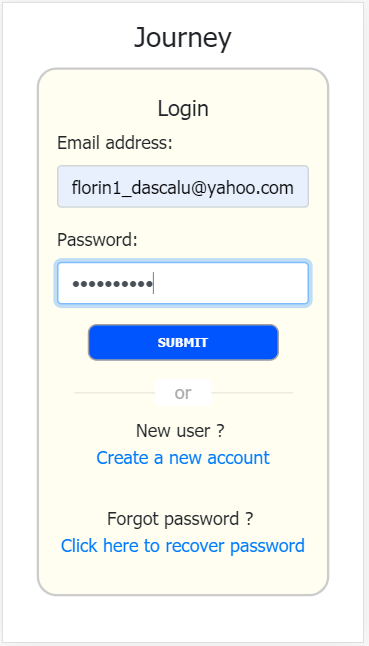 Journey
Login
Email address:
florin1_dascalu@yahoo.com
Password:
••••••••••
SUBMIT
or
New user ?
Create a new account
Forgot password ?
Click here to recover password